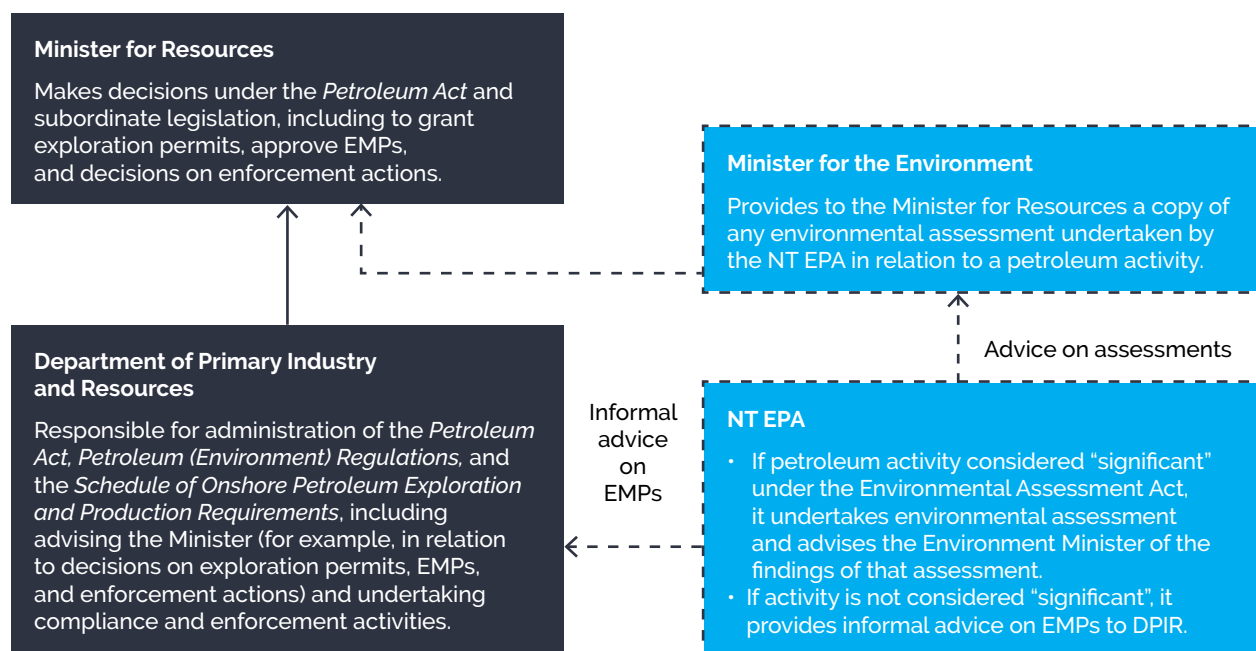 Minister for Resources
Makes decisions under the Petroleum Act and
subordinate legislation, including to grant
exploration permits, approve EMPs,
and decisions on enforcement actions.
Minister for the Environment
Provides to the Minister for Resources a copy of
any environmental assessment undertaken by
the NT EPA in relation to a petroleum activity.
Department of Primary Industry
and Resources
Responsible for administration of the Petroleum
Act, Petroleum (Environment) Regulations, and
the Schedule of Onshore Petroleum Exploration
and Production Requirements, including
advising the Minister (for example, in relation
to decisions on exploration permits, EMPs,
and enforcement actions) and undertaking
compliance and enforcement activities.
Informal
advice
on
EMPs
Advice on assessments
NT EPA
• If petroleum activity considered “significant”
under the Environmental Assessment Act,
it undertakes environmental assessment
and advises the Environment Minister of the
findings of that assessment.
• If activity is not considered “significant”, it
provides informal advice on EMPs to DPIR.